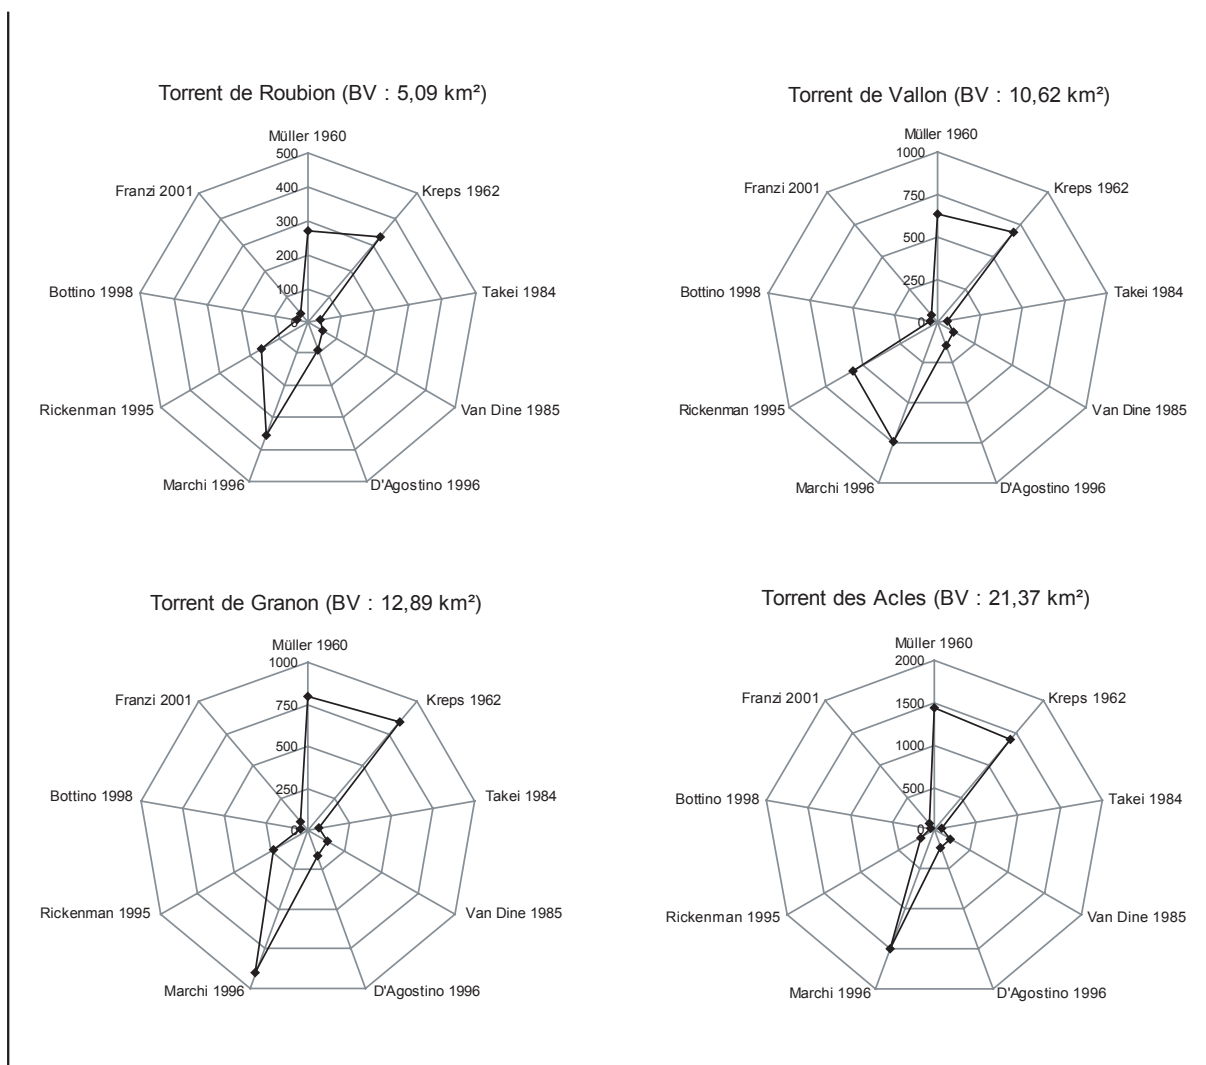 Torrent de Roubion (BV : 5,09 km²)
Müller 1960
500
Franzi 2001
400
Kreps 1962
300
200
Bottino 1998
Takei 1984
100
0
Rickenman 1995
Van Dine 1985
Marchi 1996
D'Agostino 1996
Torrent de Vallon (BV : 10,62 km²)
Müller 1960
1000
Franzi 2001
Kreps 1962
750
500
Bottino 1998
Takei 1984
250
0
Rickenman 1995
Van Dine 1985
Marchi 1996
D'Agostino 1996
Torrent de Granon (BV : 12,89 km²)
Müller 1960
1000
Franzi 2001
Kreps 1962
750
500
Bottino 1998
Takei 1984
250
0
Rickenman 1995
Van Dine 1985
Marchi 1996
D'Agostino 1996
Torrent des Acles (BV : 21,37 km²)
Müller 1960
2000
Franzi 2001
Kreps 1962
1500
1000
Bottino 1998
Takei 1984
500
0
Rickenman 1995
Van Dine 1985
Marchi 1996
D'Agostino 1996